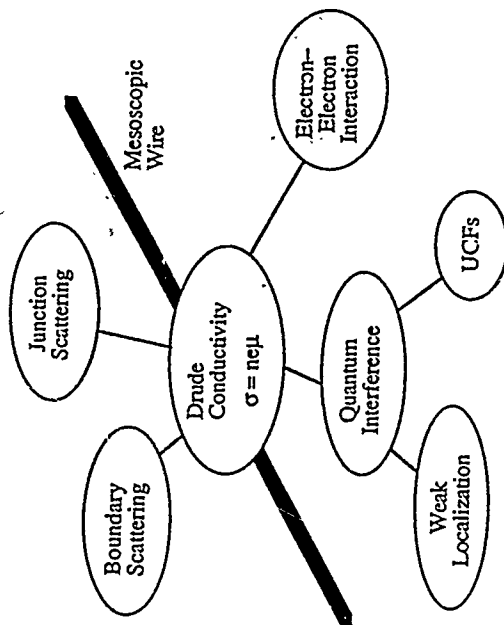 Junction
Scattering
Boundary
Scattering
Mesoscopic
Wire
Drude
Conductivity
σ = neμ
Electron–
Electron
Interaction
Quantum
Interference
Weak
Localization
UCFs